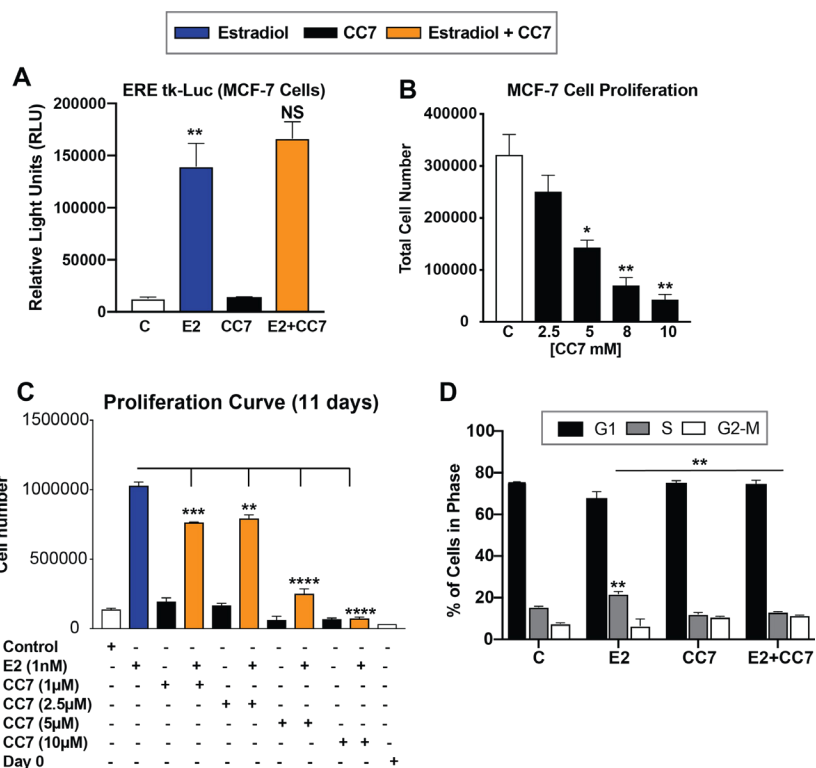 Estradiol CC7 Estradiol + CC7
A
ERE tk-Luc (MCF-7 Cells)
Relative Light Units (RLU)
200000
150000
100000
50000
0
**
NS
C E2 CC7 E2+CC7
B
MCF-7 Cell Proliferation
Total Cell Number
400000
300000
200000
100000
0
*
**
**
C 2.5 5 8 10
[CC7 mM]
C
Proliferation Curve (11 days)
Cell number
1500000
1000000
500000
0
***
**
****
****
Control + - - - - - - - - - -
E2 (1nM) - + - + - + - + - + -
CC7 (1µM) - - + + - - - - - - -
CC7 (2.5µM) - - - - + + - - - - -
CC7 (5µM) - - - - - - + + - - -
CC7 (10µM) - - - - - - - - + + -
Day 0 - - - - - - - - - - +
D
G1 S G2-M
% of Cells in Phase
100
80
60
40
20
0
**
**
C E2 CC7 E2+CC7